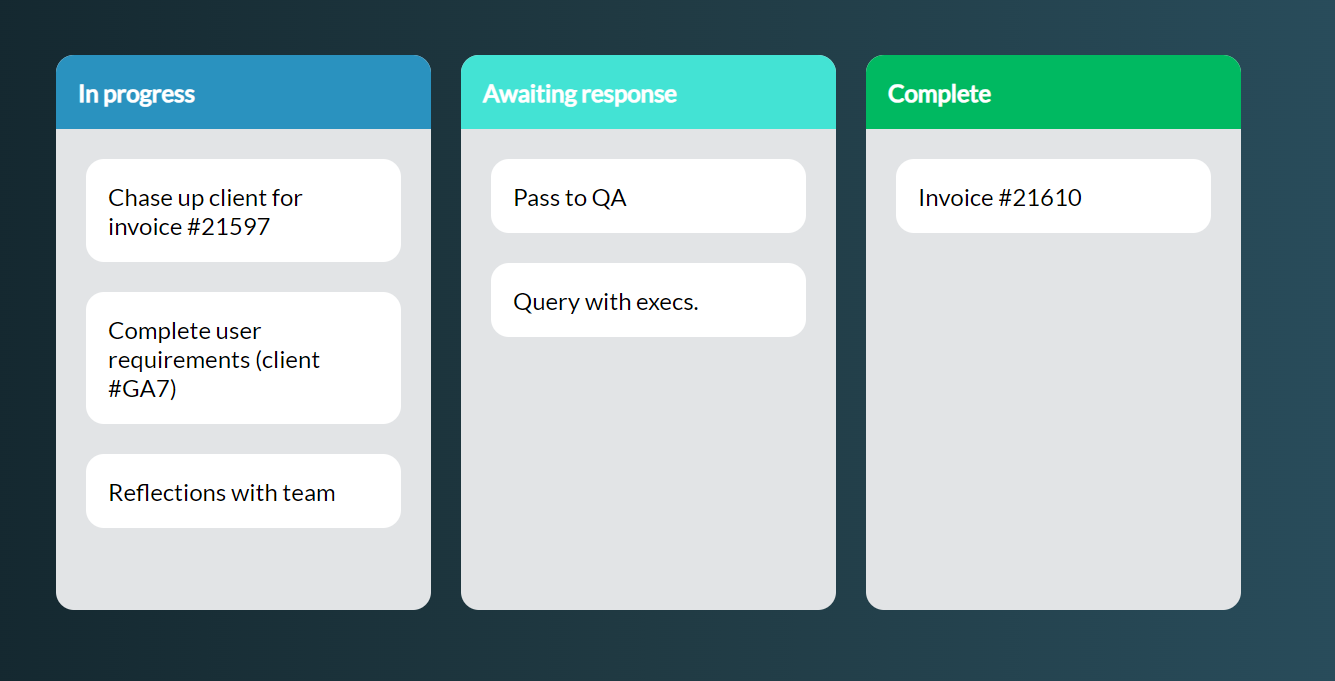 In progress
Chase up client for
invoice #21597
Complete user
requirements (client
#GA7)
Reflections with team
Awaiting response
Pass to QA
Query with execs.
Complete
Invoice #21610